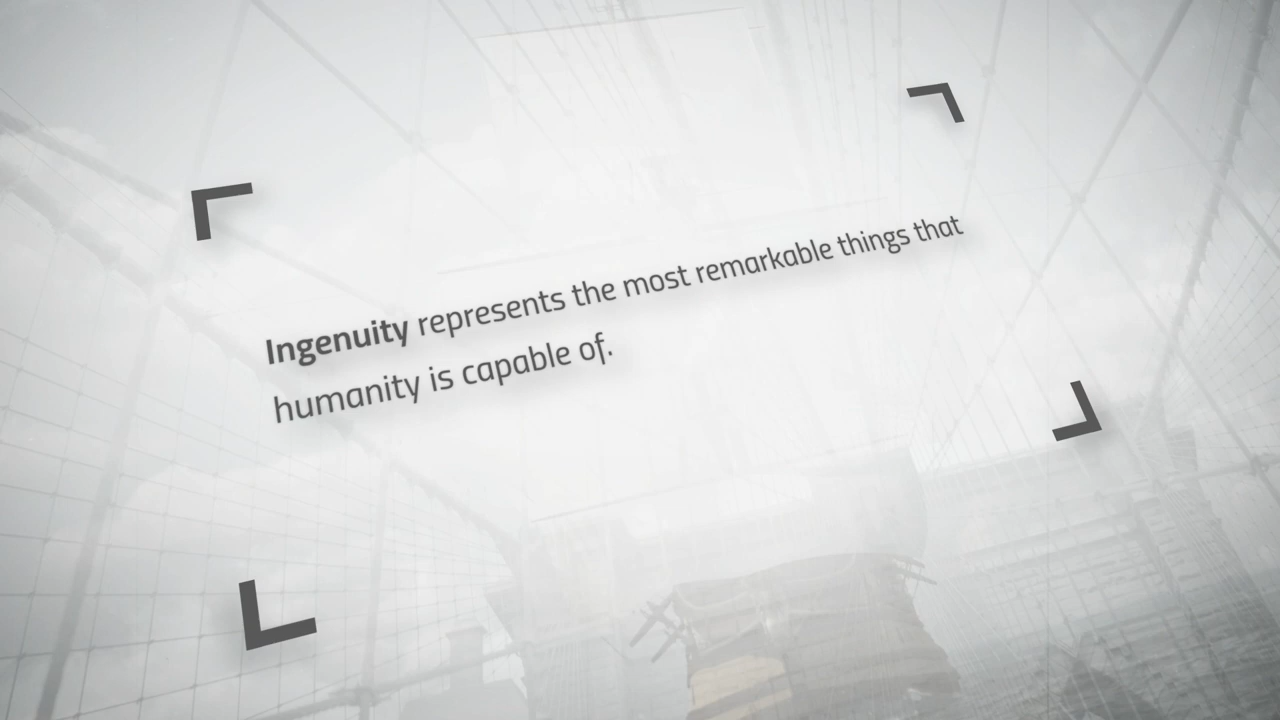 Ingenuity represents the most remarkable things that
humanity is capable of.